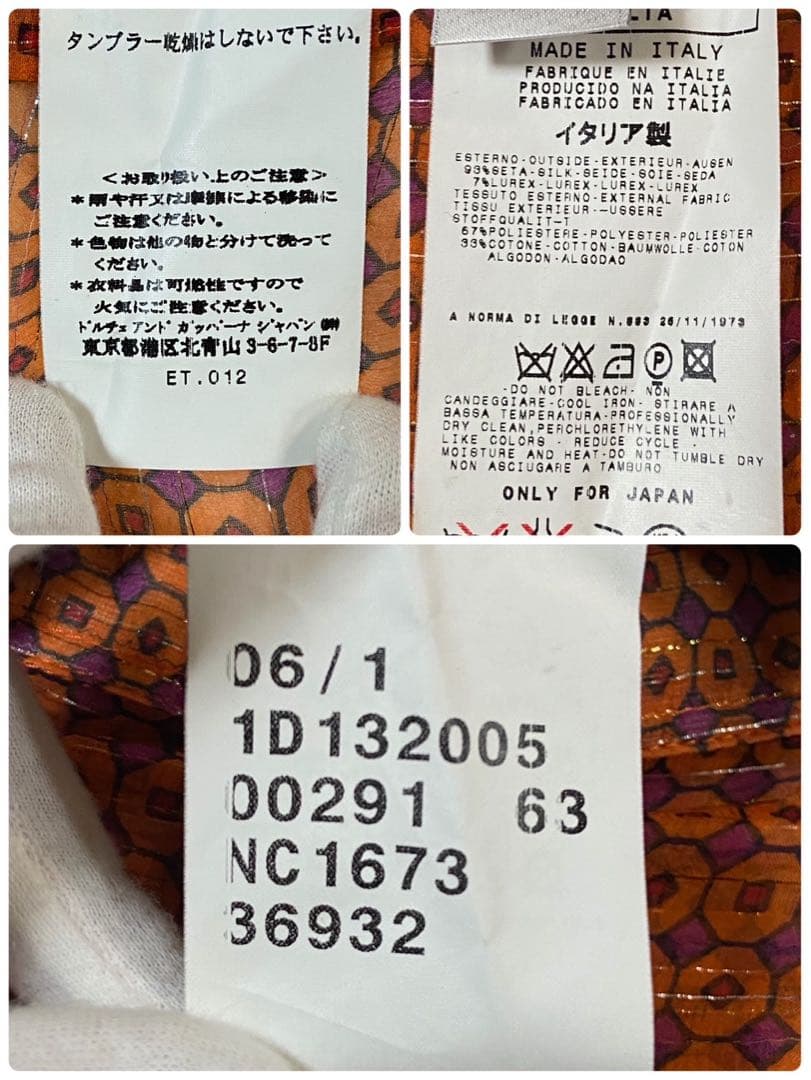 タンブラー乾燥はしないで下さい。
<お取り扱い上のご注意>
*雨や汗又は摩擦による移染に
ご注意ください。
*色物は他の物と分けて洗って
ください。
*衣料品は可燃性ですので
火気にご注意ください。
ドルチェアンド ガッバーナ ジャパン(株)
東京都港区北青山3-6-7-8F
ET.012
MADE IN ITALY
FABRIQUE EN ITALIE
PRODUCIDO NA ITALIA
FABRICADO EN ITALIA
イタリア製
ESTERNO-OUTSIDE-EXTERIEUR-AUSEN
93%SETA-SILK-SEIDE-SOIE-SEDA
7%LUREX-LUREX-LUREX-LUREX
TESSUTO ESTERNO-EXTERNAL FABRIC
TISSU EXTERIEUR--USSERE
STOFFQUALIT-T
67%POLIESTERE-POLYESTER-POLIESTER
33%COTONE-COTTON-BAUMWOLLE-COTON
ALGODON-ALGODAO
A NORMA DI LEGGE N.883 26/11/1973
P
-DO NOT BLEACH- NON
CANDEGGIARE-COOL IRON- STIRARE A
BASSA TEMPERATURA-PROFESSIONALLY
DRY CLEAN,PERCHLORETHYLENE WITH
LIKE COLORS - REDUCE CYCLE -
MOISTURE AND HEAT-DO NOT TUMBLE DRY
NON ASCIUGARE A TAMBURO
ONLY FOR JAPAN
06/1
1D132005
00291 63
NC1673
36932